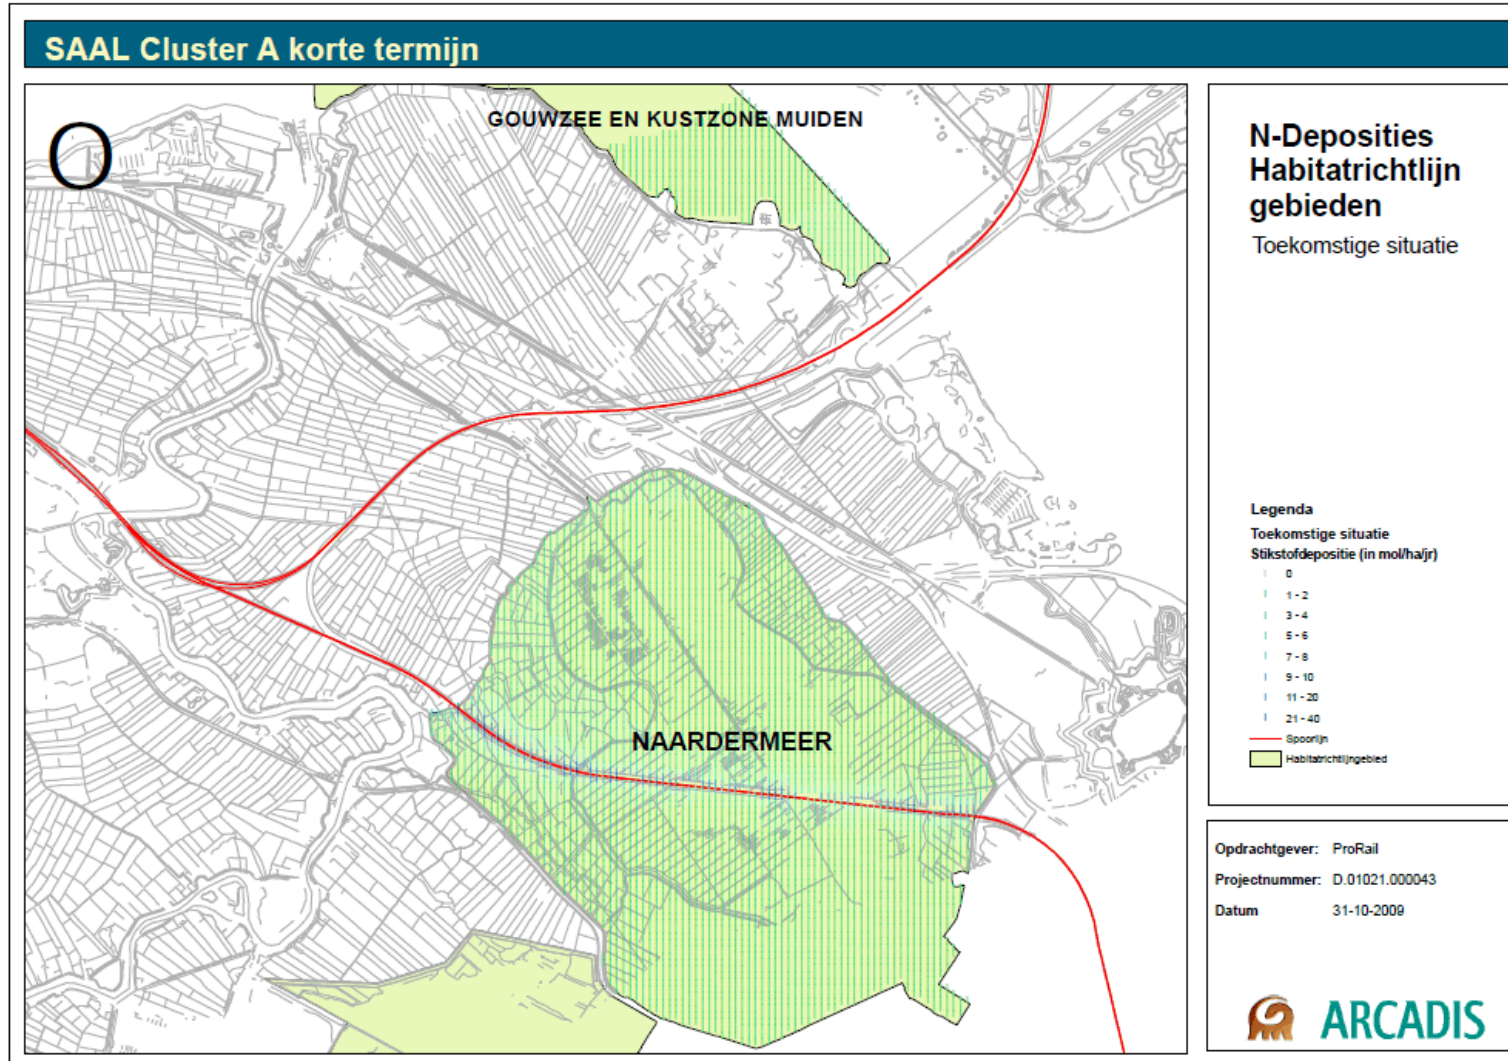 SAAL Cluster A korte termijn
O
GOUWZEE EN KUSTZONE MUIDEN
NAARDERMEER
N-Deposities
Habitatrichtlijn
gebieden
Toekomstige situatie
Legenda
Toekomstige situatie
Stikstofdepositie (in mol/ha/jr)
0
1 - 2
3 - 4
5 - 6
7 - 8
9 - 10
11 - 20
21 - 40
Spoorlijn
Habitatrichtlijngebied
Opdrachtgever: ProRail
Projectnummer: D.01021.000043
Datum 31-10-2009
ARCADIS